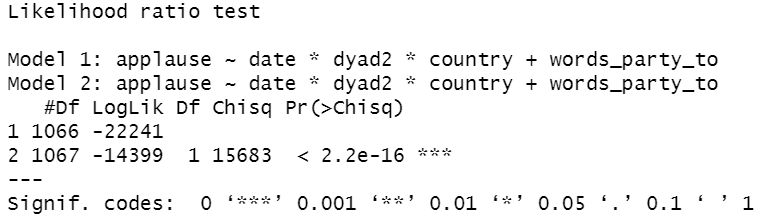 Likelihood ratio test
Model 1: applause ~ date * dyad2 * country + words_party_to
Model 2: applause ~ date * dyad2 * country + words_party_to
#Df LogLik Df Chisq Pr(>Chisq)
1 1066 -22241
2 1067 -14399 1 15683 < 2.2e-16 ***
---
Signif. codes: 0 ‘***’ 0.001 ‘**’ 0.01 ‘*’ 0.05 ‘.’ 0.1 ‘ ’ 1